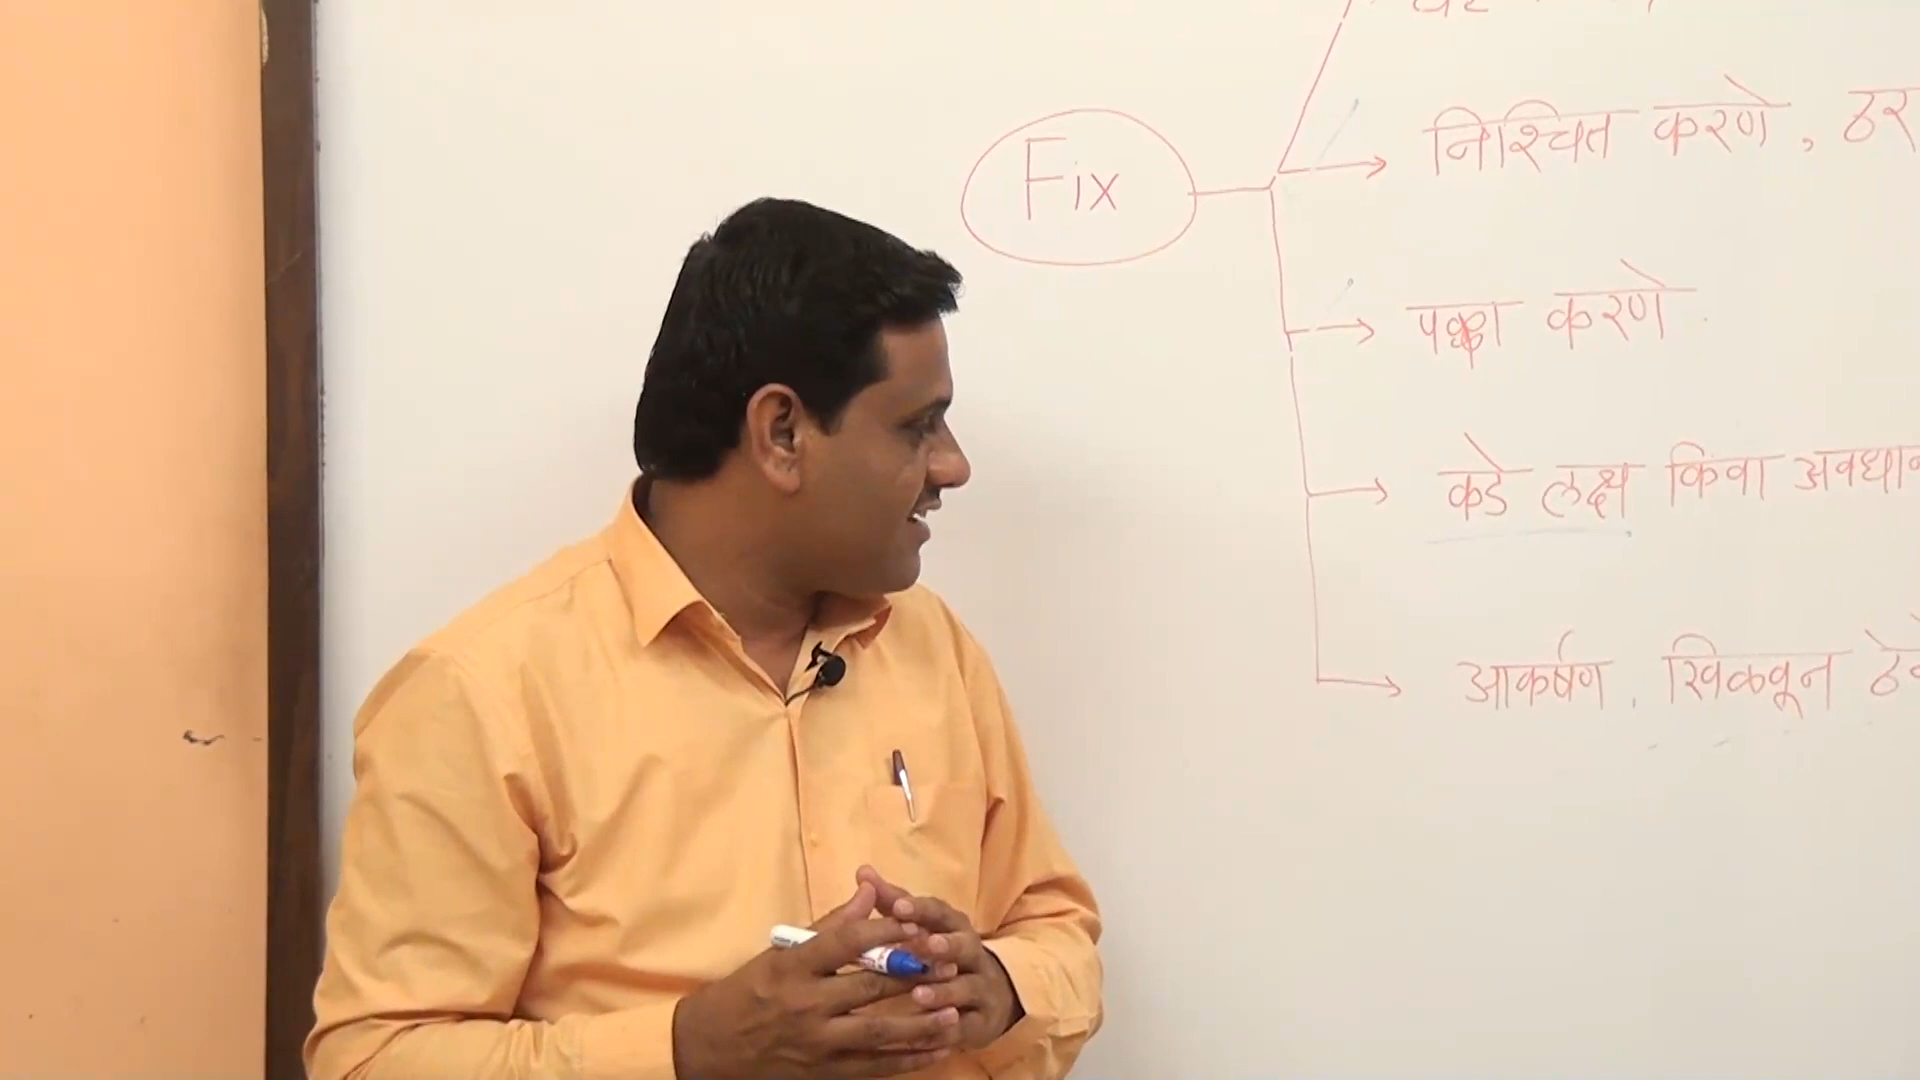 Fix
निश्चित करणे, ठर
पक्का करणे
कडे लक्ष किंवा अवधान
आकर्षण, खिळवून ठे